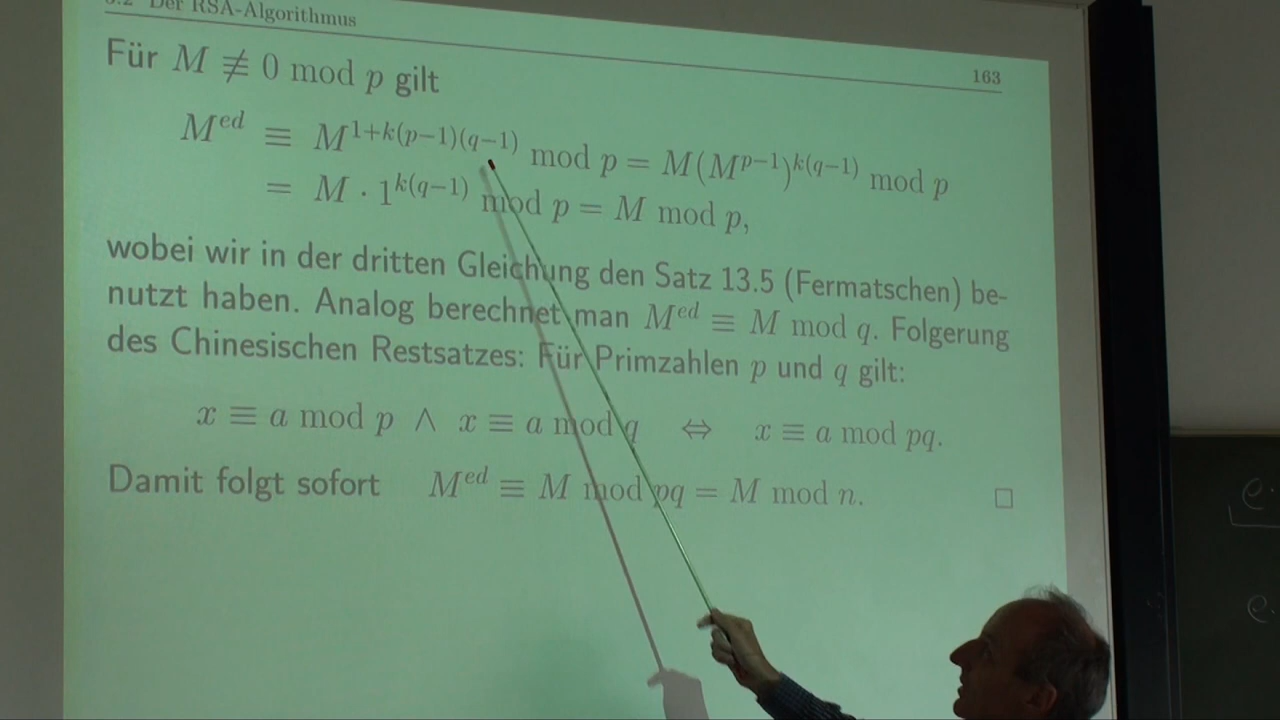 5.2 Der RSA-Algorithmus
163
Für M ≢ 0 mod p gilt
M^{ed} ≡ M^{1+k(p−1)(q−1)} mod p = M(M^{p−1})^{k(q−1)} mod p
= M · 1^{k(q−1)} mod p = M mod p,
wobei wir in der dritten Gleichung den Satz 13.5 (Fermatschen) be-
nutzt haben. Analog berechnet man M^{ed} ≡ M mod q. Folgerung
des Chinesischen Restsatzes: Für Primzahlen p und q gilt:
x ≡ a mod p ∧ x ≡ a mod q ⇔ x ≡ a mod pq.
Damit folgt sofort M^{ed} ≡ M mod pq = M mod n. □